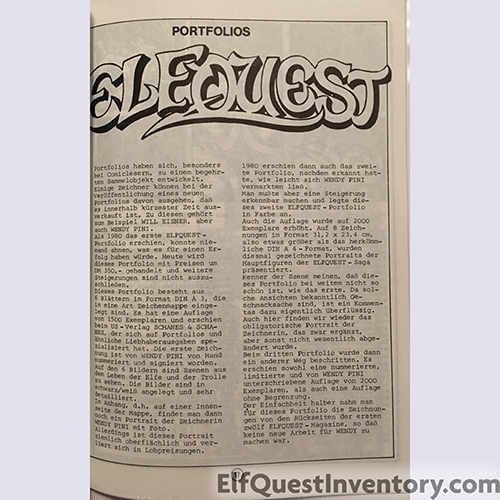 PORTFOLIOS
ELFQUEST
Portfolios haben sich, besonders
bei Comiclesern, zu einem begehr-
ten Sammelobjekt entwickelt.
Einige Zeichner können bei der
Veröffentlichung eines neuen
Portfolios davon ausgehen, daß
es innerhalb kürzester Zeit aus-
verkauft ist. Zu diesen gehört
zum Beispiel WILL EISNER, aber
auch WENDY PINI.
Als 1980 das erste ELFQUEST -
Portfolio erschien, konnte nie-
mand ahnen, was es für einen Er-
folg haben würde. Heute wird
dieses Portfolio mit Preisen um
DM 350,- gehandelt und weitere
Steigerungen sind nicht auszu-
schließen.
Dieses Portfolio besteht aus
6 Blättern im Format DIN A 3, die
in eine Art Zeichenmappe einge-
legt sind. Es hat eine Auflage
von 1500 Exemplaren und erschien
beim US - Verlag SCHANES & SCHA-
NES, der sich auf Portfolios und
ähnliche Liebhaberausgaben spe-
zialisiert hat. Die erste Zeich-
nung ist von WENDY PINI von Hand
nummeriert und signiert worden.
Auf den 6 Bildern sind Szenen aus
dem Leben der Elfe und der Trolle
zu sehen. Die Bilder sind in
schwarz/weiß angelegt und sehr
detailliert.
Im Anhang, d.h. auf einer Innen-
seite der Mappe, findet man dann
noch ein Portrait der Zeichnerin
WENDY PINI mit Foto.
Allerdings ist dieses Portrait
ziemlich oberflächlich und ver-
liert sich in Lobpreisungen.
1980 erschien dann auch das zwei-
te Portfolio, nachdem erkannt hat-
te, wie leicht sich WENDY PINI
vermarkten ließ.
Man mußte aber eine Steigerung
erkennbar machen und legte die-
ses zweite ELFQUEST - Portfolio
in Farbe an.
Auch die Auflage wurde auf 2000
Exemplare erhöht. Auf 8 Zeich-
nungen im Format 31,2 x 23,4 cm,
also etwas größer als das herkömm-
liche DIN A 4 - Format, wurden
diesmal gezeichnete Portraits der
Hauptfiguren der ELFQUEST - Saga
präsentiert.
Kenner der Szene meinen, daß die-
ses Portfolio bei weiten nicht so
schön ist, wie das erste. Da sol-
che Ansichten bekanntlich Ge-
schmacksache sind, ist ein Kommen-
tar dazu eigentlich überflüssig.
Auch hier finden wir wieder das
obligatorische Portrait der
Zeichnerin, das zwar ergänzt,
aber sonst nicht wesentlich abge-
ändert wurde.
Beim dritten Portfolio wurde dann
ein anderer Weg beschritten. Es
erschien sowohl eine nummerierte,
limitierte und von WENDY PINI
unterschriebene Auflage von 2000
Exemplaren, als auch eine Auflage
ohne Begrenzung.
Der Einfachheit halber nahm man
für dieses Portfolio die Zeichnun-
gen von den Rückseiten der ersten
zwölf ELFQUEST - Magazine, so daß
keine neue Arbeit für WENDY zu
machen war.
ElfQuestInventory.com